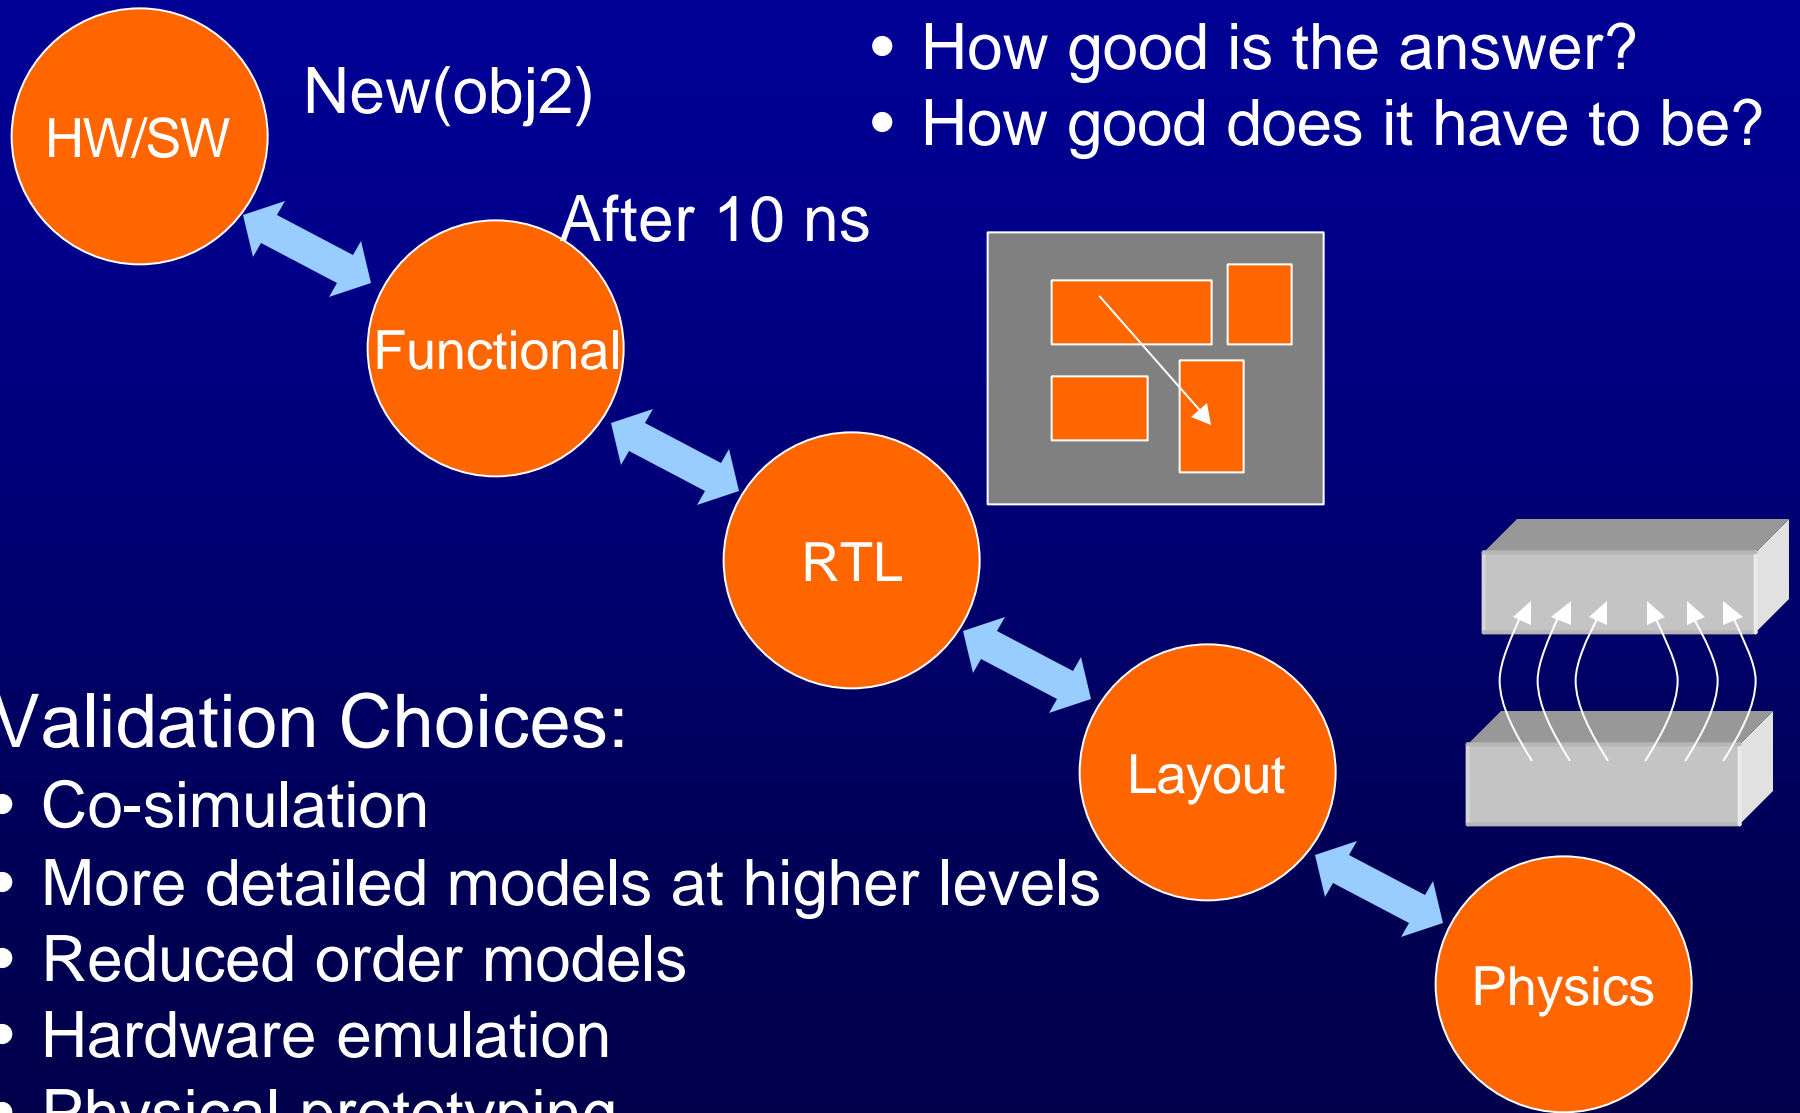 • How good is the answer?
• How good does it have to be?
HW/SW
New(obj2)
After 10 ns
Functional
RTL
Layout
Physics
Validation Choices:
• Co-simulation
• More detailed models at higher levels
• Reduced order models
• Hardware emulation
• Physical prototyping